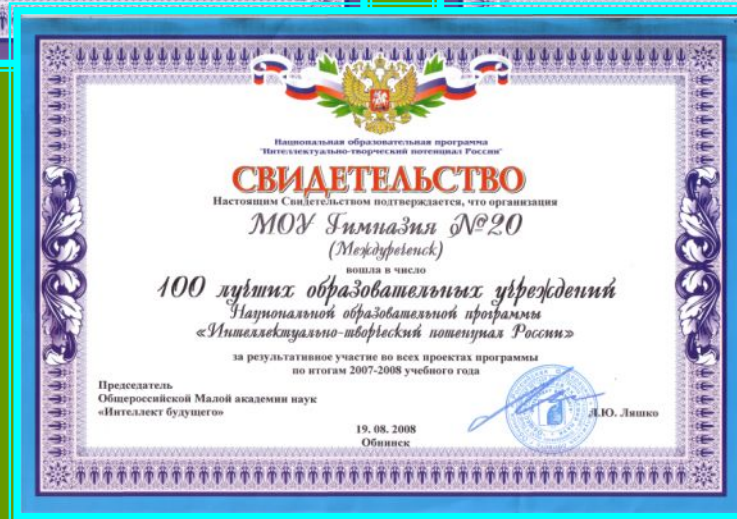 Национальная образовательная программа
"Интеллектуально-творческий потенциал России"
СВИДЕТЕЛЬСТВО
Настоящим Свидетельством подтверждается, что организация
МОУ Гимназия №20
(Междуреченск)
вошла в число
100 лучших образовательных учреждений
Национальной образовательной программы
«Интеллектуально-творческий потенциал России»
за результативное участие во всех проектах программы
по итогам 2007-2008 учебного года
Председатель
Общероссийской Малой академии наук
«Интеллект будущего»
Л.Ю. Ляшко
19. 08. 2008
Обнинск